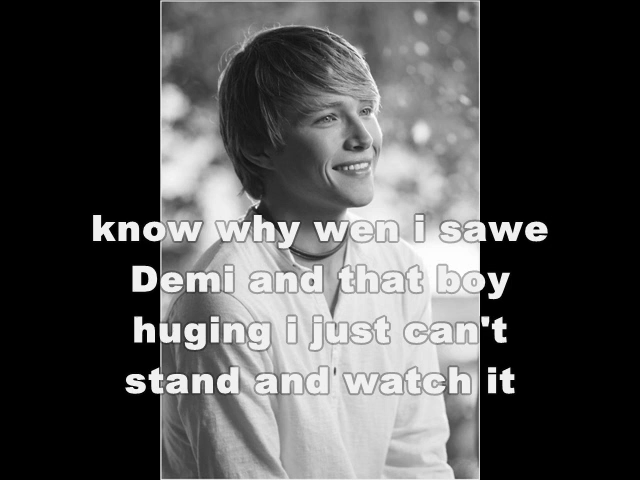 know why wen i sawe
Demi and that boy
huging i just can't
stand and watch it